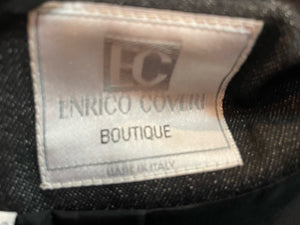 EC
ENRICO COVERI
BOUTIQUE
MADE IN ITALY